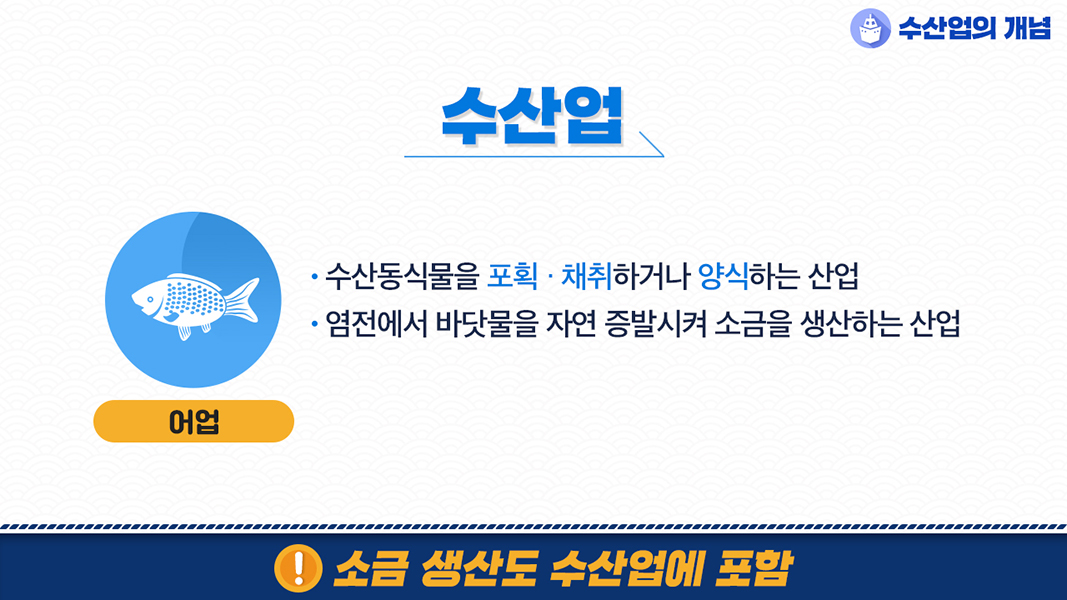 수산업의 개념
수산업
• 수산동식물을 포획 · 채취하거나 양식하는 산업
• 염전에서 바닷물을 자연 증발시켜 소금을 생산하는 산업
어업
! 소금 생산도 수산업에 포함